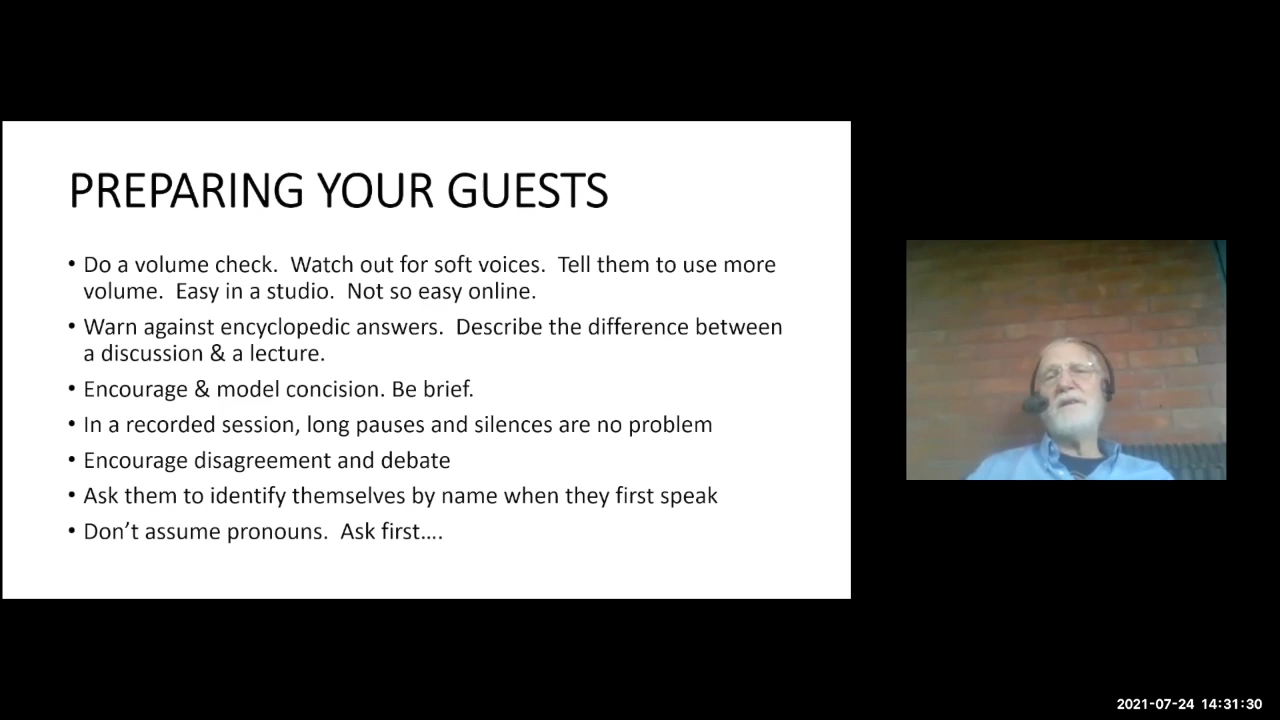 PREPARING YOUR GUESTS
• Do a volume check.  Watch out for soft voices.  Tell them to use more
volume.  Easy in a studio.  Not so easy online.
• Warn against encyclopedic answers.  Describe the difference between
a discussion & a lecture.
• Encourage & model concision. Be brief.
• In a recorded session, long pauses and silences are no problem
• Encourage disagreement and debate
• Ask them to identify themselves by name when they first speak
• Don’t assume pronouns.  Ask first....
2021-07-24 14:31:30